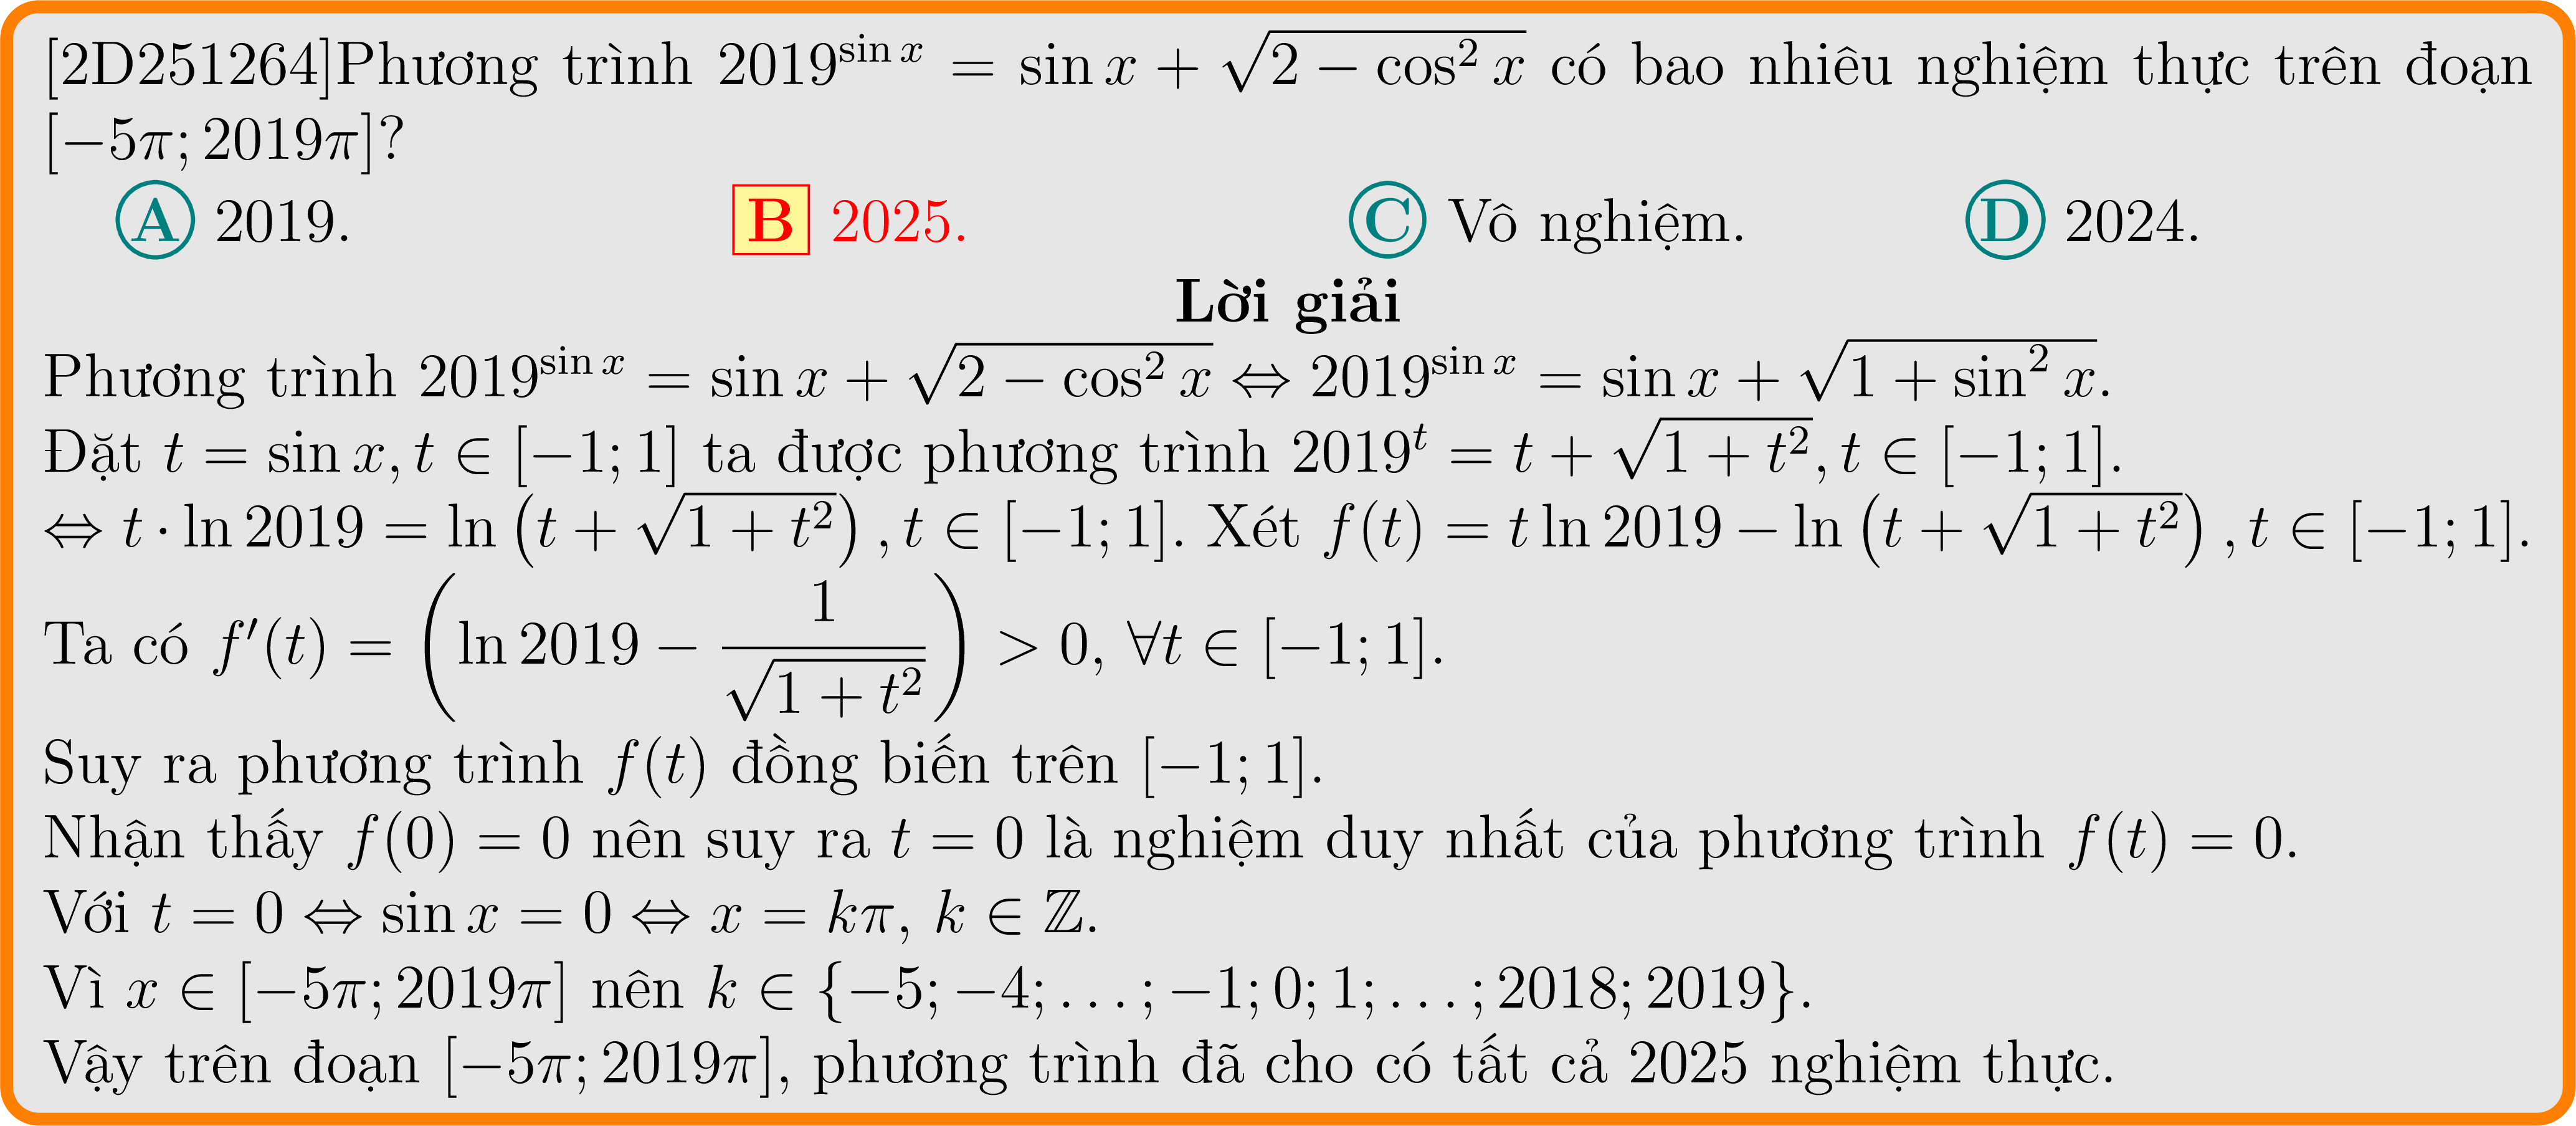 [2D251264]Phương trình $2019^{\sin x} = \sin x + \sqrt{2 - \cos^2 x}$ có bao nhiêu nghiệm thực trên đoạn
$[-5\pi; 2019\pi]$?
A 2019. B 2025. C Vô nghiệm. D 2024.
Lời giải
Phương trình $2019^{\sin x} = \sin x + \sqrt{2 - \cos^2 x} \Leftrightarrow 2019^{\sin x} = \sin x + \sqrt{1 + \sin^2 x}$.
Đặt $t = \sin x, t \in [-1; 1]$ ta được phương trình $2019^t = t + \sqrt{1 + t^2}, t \in [-1; 1]$.
$\Leftrightarrow t \cdot \ln 2019 = \ln \left(t + \sqrt{1 + t^2}\right), t \in [-1; 1]$. Xét $f(t) = t \ln 2019 - \ln \left(t + \sqrt{1 + t^2}\right), t \in [-1; 1]$.
Ta có $f'(t) = \left(\ln 2019 - \frac{1}{\sqrt{1 + t^2}}\right) > 0, \forall t \in [-1; 1]$.
Suy ra phương trình $f(t)$ đồng biến trên $[-1; 1]$.
Nhận thấy $f(0) = 0$ nên suy ra $t = 0$ là nghiệm duy nhất của phương trình $f(t) = 0$.
Với $t = 0 \Leftrightarrow \sin x = 0 \Leftrightarrow x = k\pi, k \in \mathbb{Z}$.
Vì $x \in [-5\pi; 2019\pi]$ nên $k \in \{-5; -4; \ldots; -1; 0; 1; \ldots; 2018; 2019\}$.
Vậy trên đoạn $[-5\pi; 2019\pi]$, phương trình đã cho có tất cả 2025 nghiệm thực.